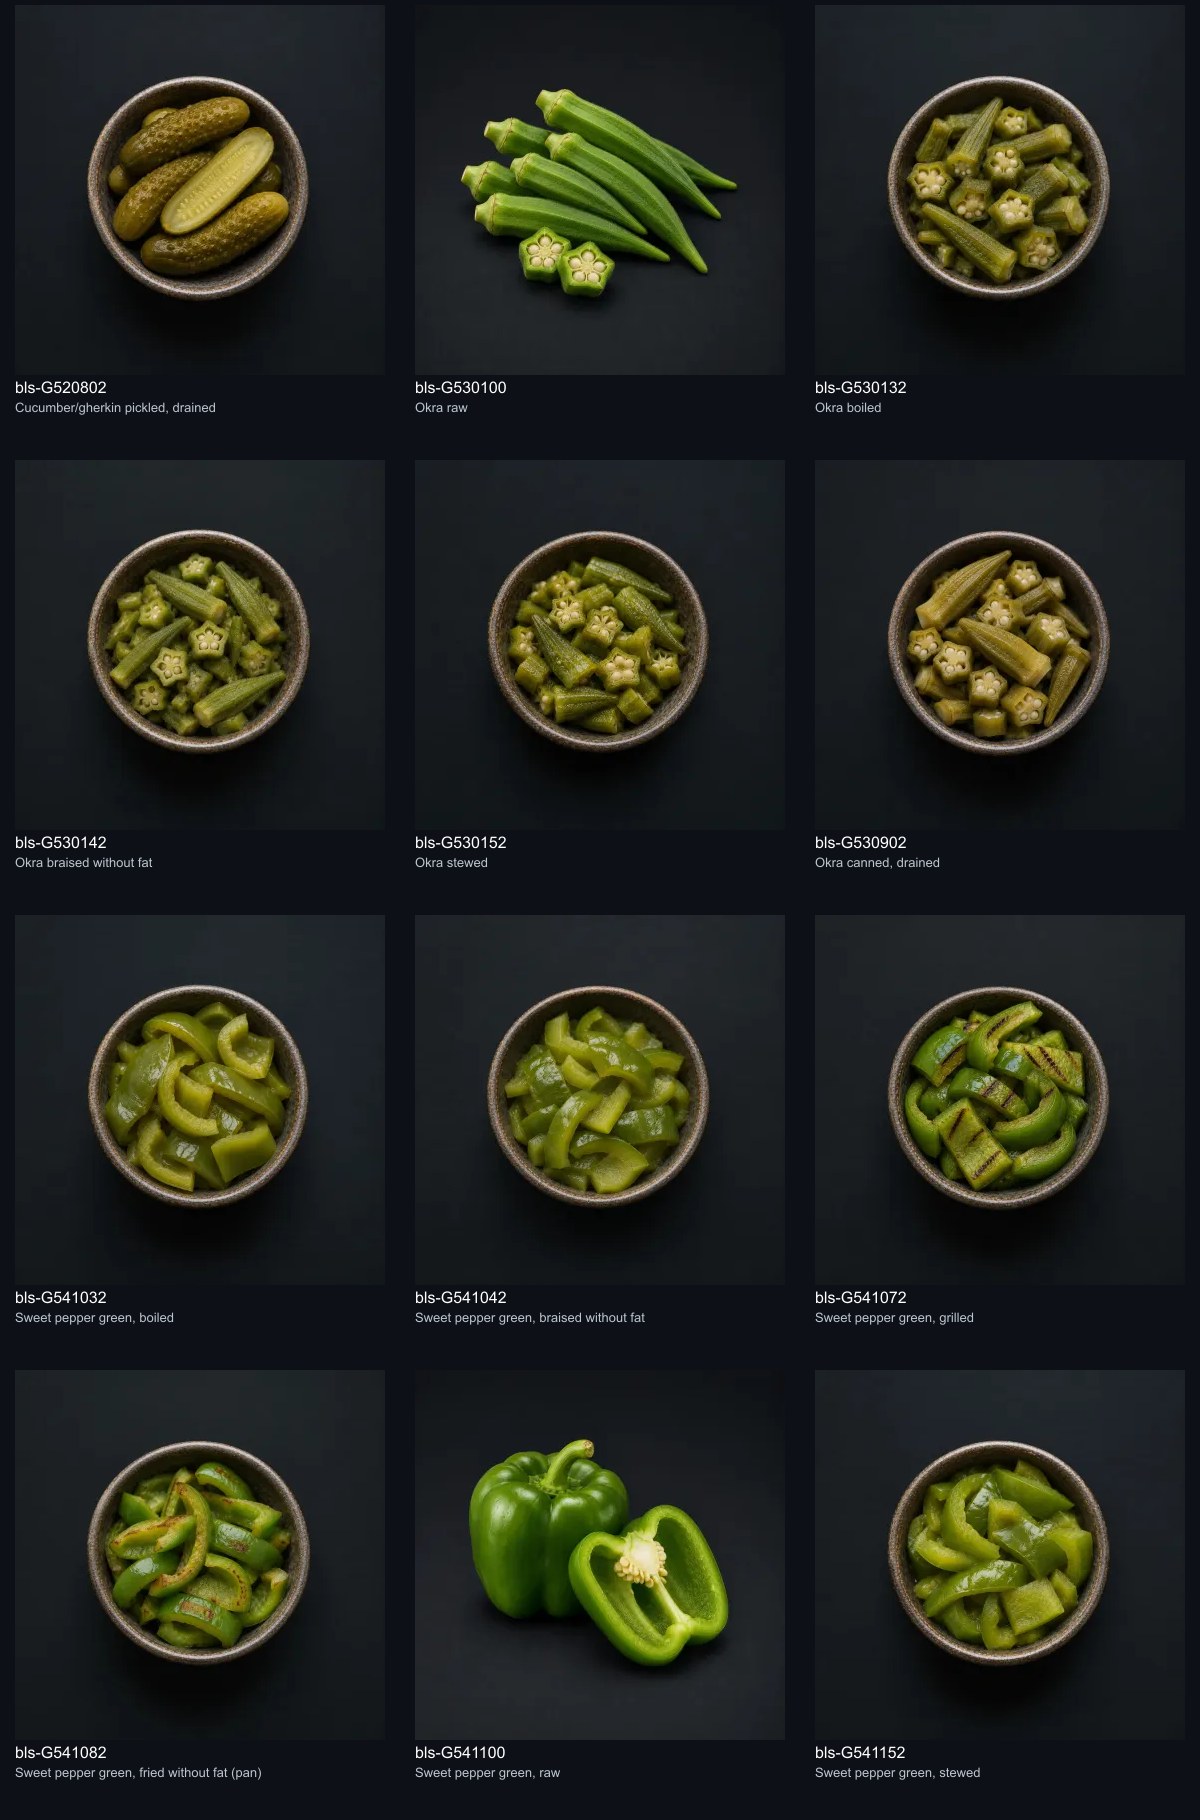 bls-G520802
Cucumber/gherkin pickled, drained
bls-G530100
Okra raw
bls-G530132
Okra boiled
bls-G530142
Okra braised without fat
bls-G530152
Okra stewed
bls-G530902
Okra canned, drained
bls-G541032
Sweet pepper green, boiled
bls-G541042
Sweet pepper green, braised without fat
bls-G541072
Sweet pepper green, grilled
bls-G541082
Sweet pepper green, fried without fat (pan)
bls-G541100
Sweet pepper green, raw
bls-G541152
Sweet pepper green, stewed